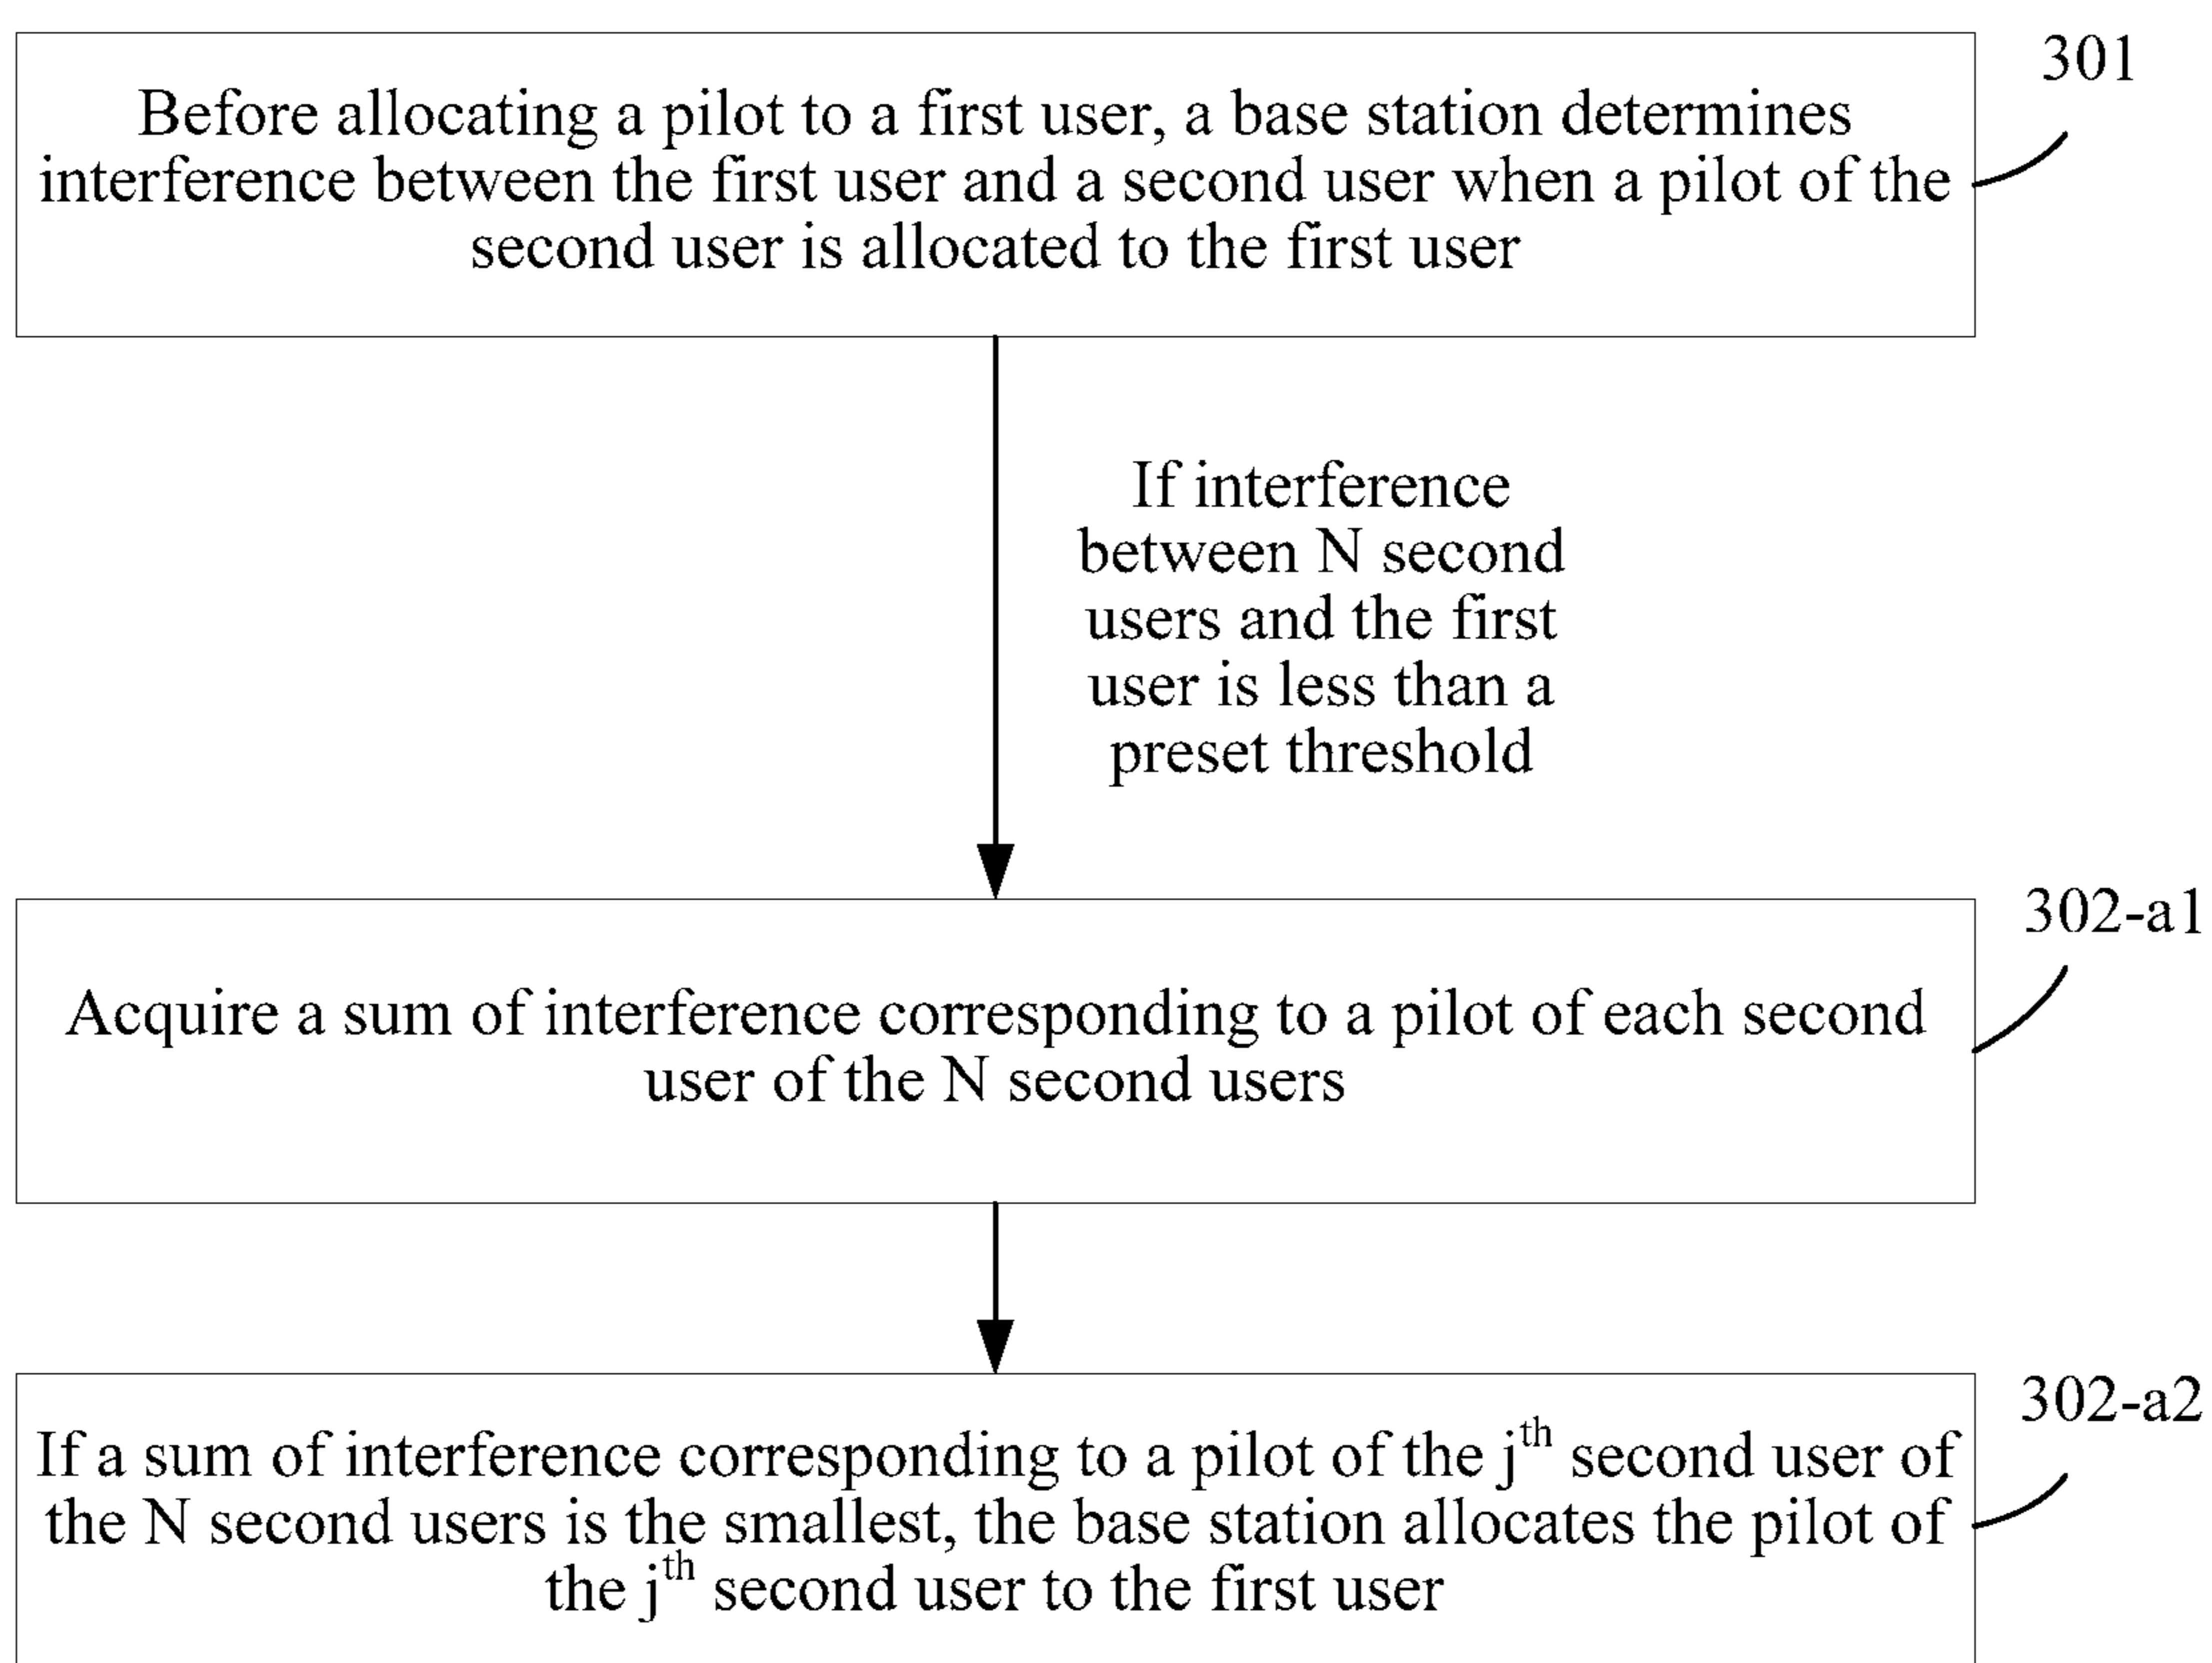 301
Before allocating a pilot to a first user, a base station determines
interference between the first user and a second user when a pilot of the
second user is allocated to the first user
If interference
between N second
users and the first
user is less than a
preset threshold
302-a1
Acquire a sum of interference corresponding to a pilot of each second
user of the N second users
302-a2
If a sum of interference corresponding to a pilot of the jth second user of
the N second users is the smallest, the base station allocates the pilot of
the jth second user to the first user